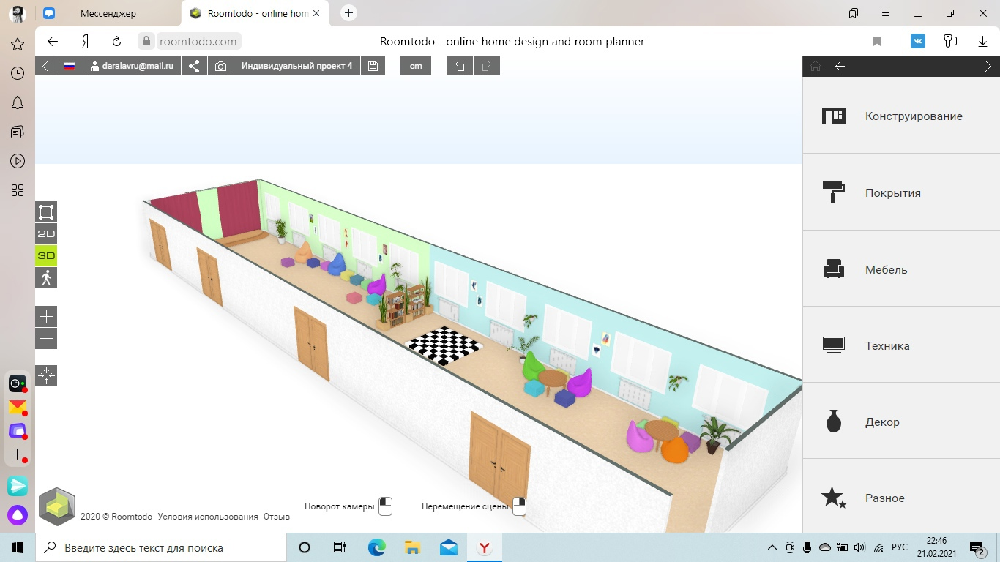 Мессенджер
Roomtodo - online hom
roomtodo.com
Roomtodo - online home design and room planner
daralavru@mail.ru
Индивидуальный проект 4
cm
Конструирование
Покрытия
Мебель
Техника
Декор
Разное
2D
3D
Поворот камеры
Перемещение сцены
2020 © Roomtodo Условия использования Отзыв
Введите здесь текст для поиска
РУС
22:46
21.02.2021
2